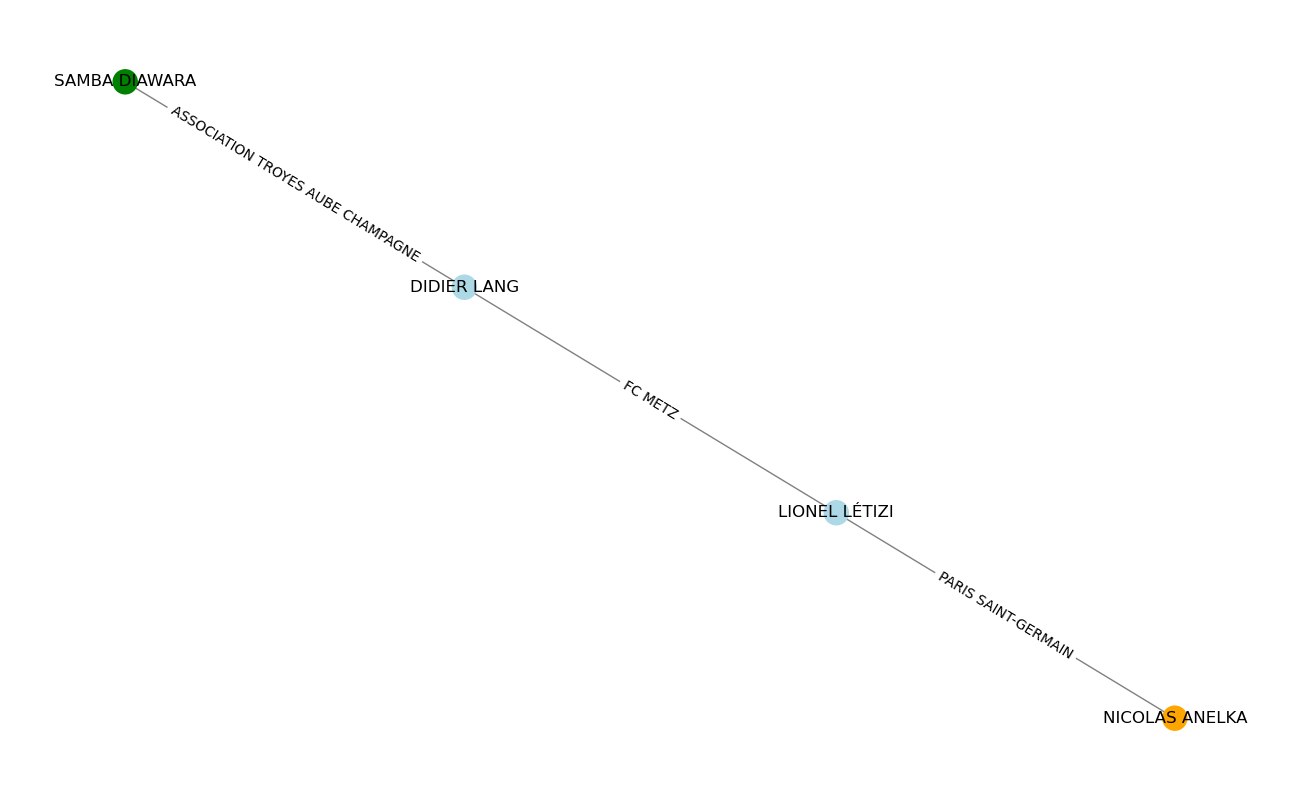 SAMBA DIAWARA
ASSOCIATION TROYES AUBE CHAMPAGNE
DIDIER LANG
FC METZ
LIONEL LÉTIZI
PARIS SAINT-GERMAIN
NICOLAS ANELKA